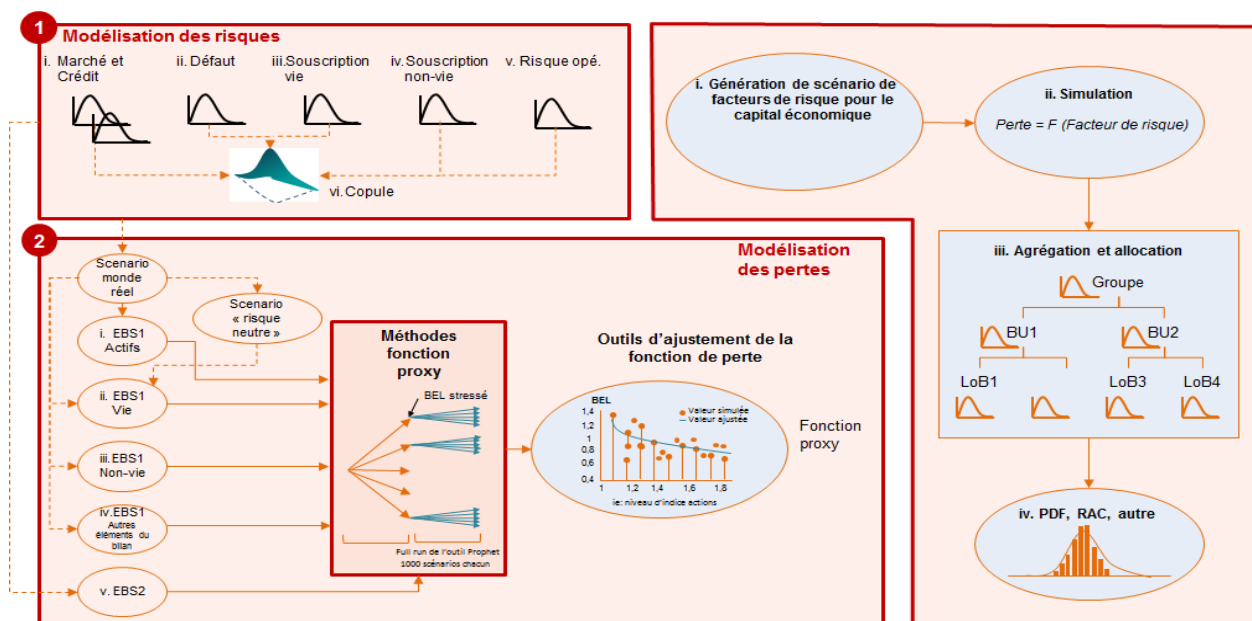 1
Modélisation des risques
i. Marché et
Crédit
ii. Défaut
iii. Souscription
vie
iv. Souscription
non-vie
v. Risque opé.
vi. Copule
2
Modélisation
des pertes
Scenario
monde
réel
Scenario
« risque
neutre »
i. EBS1
Actifs
ii. EBS1
Vie
iii. EBS1
Non-vie
iv. EBS1
Autres
éléments du
bilan
v. EBS2
Méthodes
fonction
proxy
BEL stressé
Full run de l'outil Prophet
1000 scénarios chacun
Outils d'ajustement de la
fonction de perte
BEL
Valeur simulée
Valeur ajustée
1,4
1,2
1
0,8
0,6
0,4
1 1,2 1,4 1,6 1,8
ie: niveau d'indice actions
Fonction
proxy
i. Génération de scénario de
facteurs de risque pour le
capital économique
ii. Simulation
Perte = F (Facteur de risque)
iii. Agrégation et allocation
Groupe
BU1
BU2
LoB1
LoB3
LoB4
iv. PDF, RAC, autre